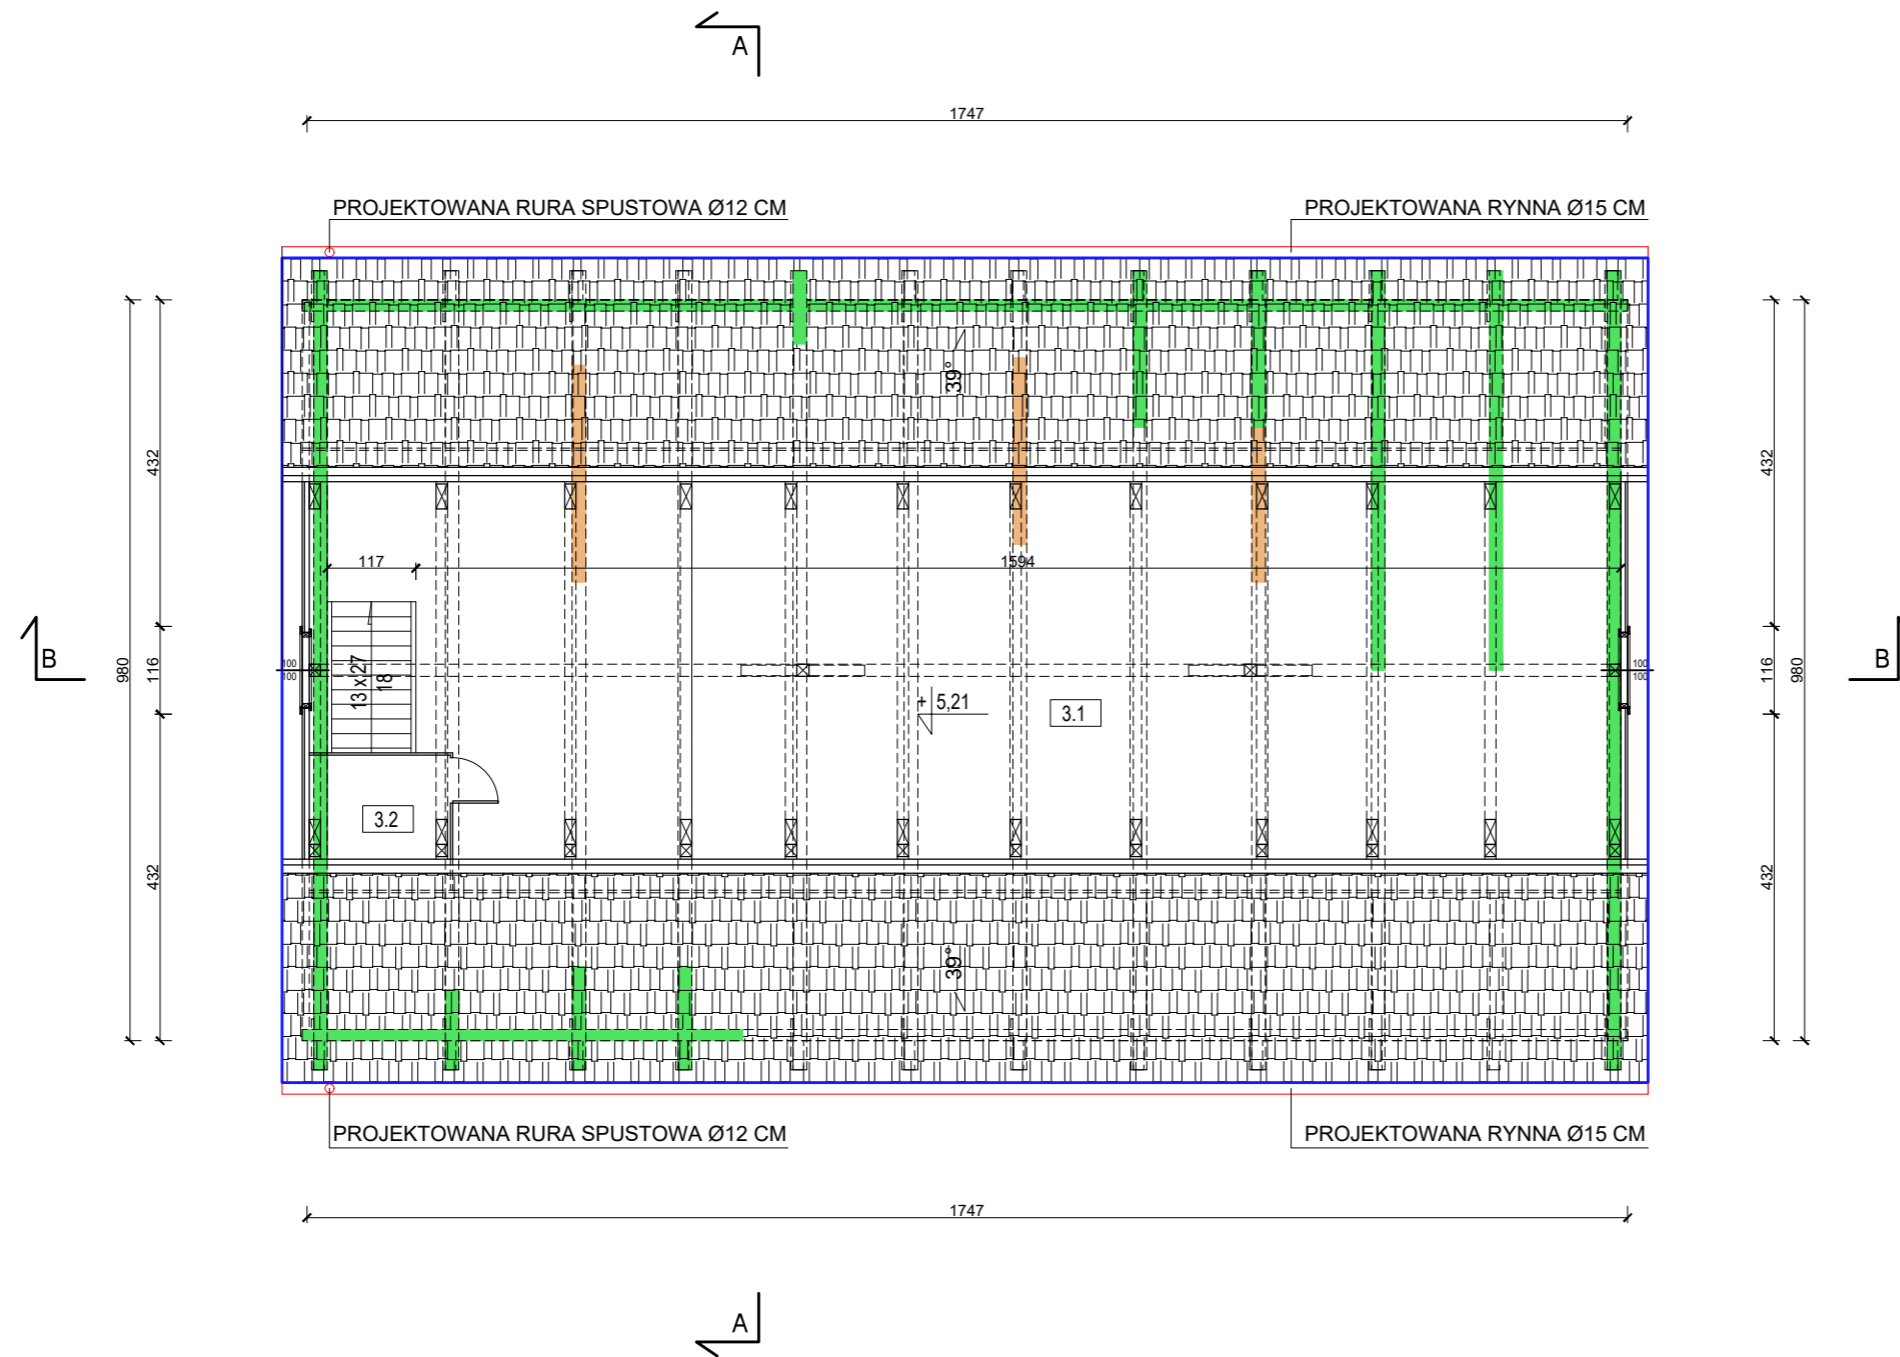 A
1747
PROJEKTOWANA RURA SPUSTOWA Ø12 CM
PROJEKTOWANA RYNNA Ø15 CM
39°
432
432
117
1594
B
980
116
100
100
13 x 27
18
+ 5,21
3.1
100
100
116
980
B
3.2
432
432
39°
PROJEKTOWANA RURA SPUSTOWA Ø12 CM
PROJEKTOWANA RYNNA Ø15 CM
1747
A